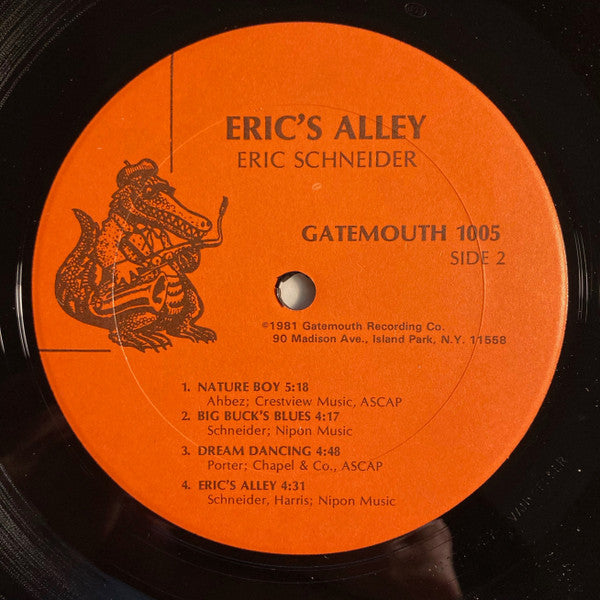 ERIC'S ALLEY
ERIC SCHNEIDER
GATEMOUTH 1005
SIDE 2
©1981 Gatemouth Recording Co.
90 Madison Ave., Island Park, N.Y. 11558
1. NATURE BOY 5:18
Ahbez; Crestview Music, ASCAP
2. BIG BUCK'S BLUES 4:17
Schneider; Nipon Music
3. DREAM DANCING 4:48
Porter; Chapel & Co., ASCAP
4. ERIC'S ALLEY 4:31
Schneider, Harris; Nipon Music